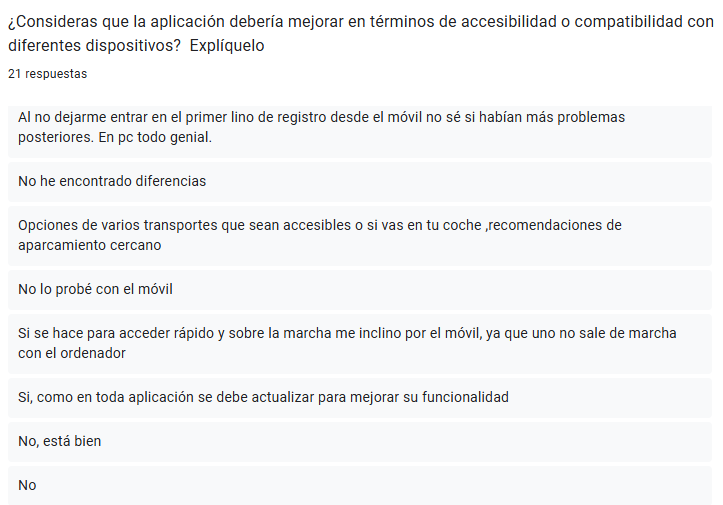 ¿Consideras que la aplicación debería mejorar en términos de accesibilidad o compatibilidad con
diferentes dispositivos?  Explíquelo
21 respuestas
Al no dejarme entrar en el primer lino de registro desde el móvil no sé si habían más problemas
posteriores. En pc todo genial.
No he encontrado diferencias
Opciones de varios transportes que sean accesibles o si vas en tu coche ,recomendaciones de
aparcamiento cercano
No lo probé con el móvil
Si se hace para acceder rápido y sobre la marcha me inclino por el móvil, ya que uno no sale de marcha
con el ordenador
Si, como en toda aplicación se debe actualizar para mejorar su funcionalidad
No, está bien
No